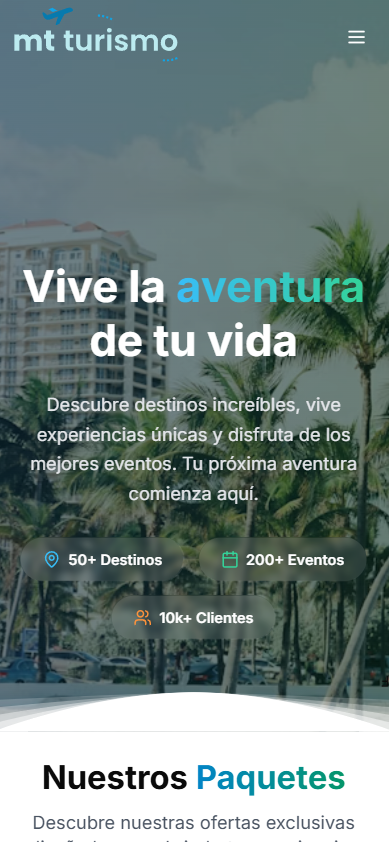 mt turismo
Vive la aventura
de tu vida
Descubre destinos increíbles, vive
experiencias únicas y disfruta de los
mejores eventos. Tu próxima aventura
comienza aquí.
50+ Destinos
200+ Eventos
10k+ Clientes
Nuestros Paquetes
Descubre nuestras ofertas exclusivas